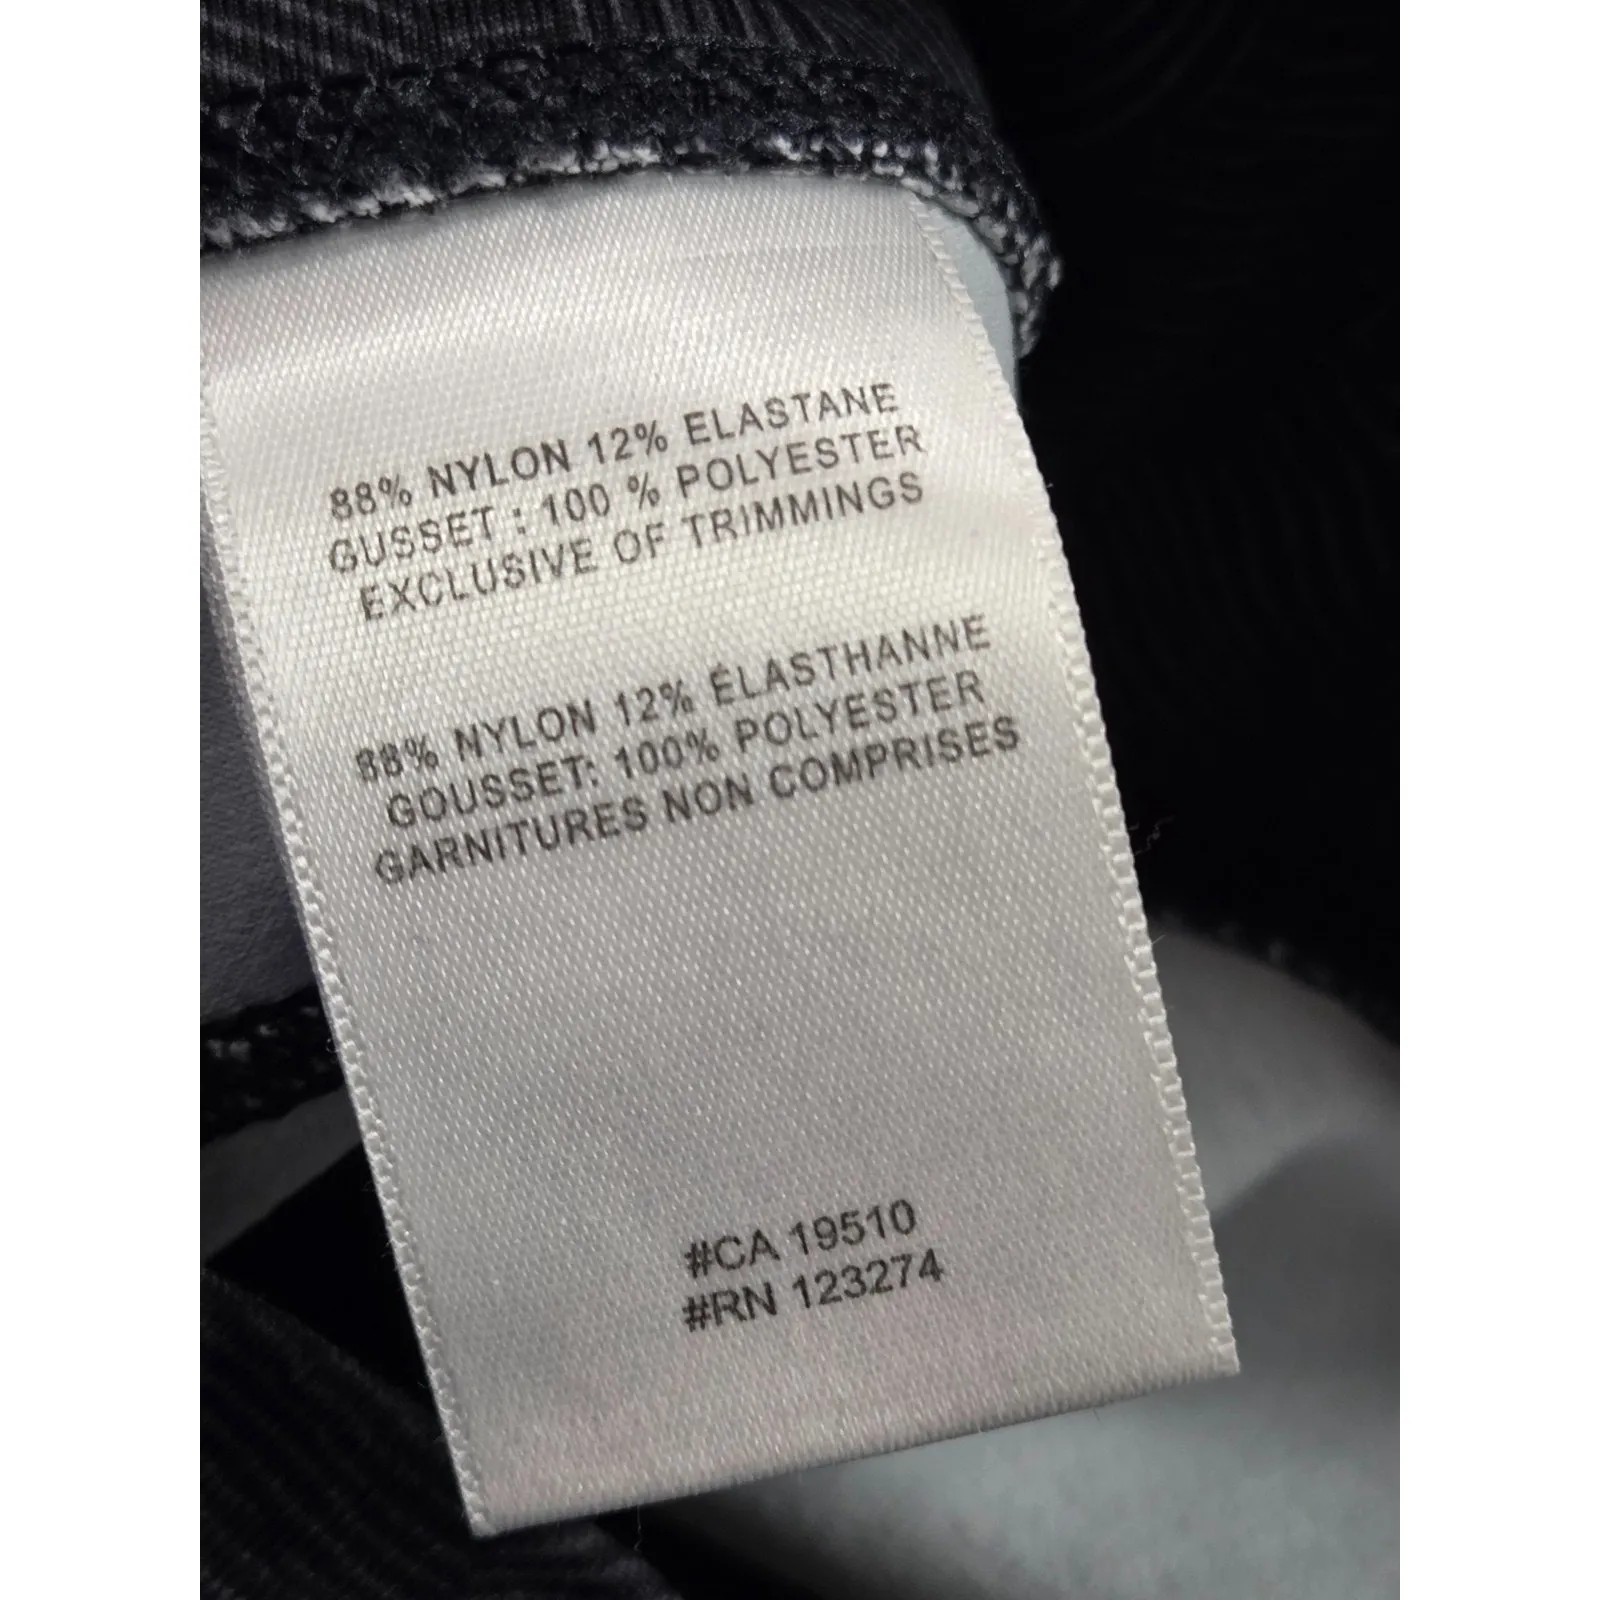 88% NYLON 12% ELASTANE
GUSSET : 100 % POLYESTER
EXCLUSIVE OF TRIMMINGS
88% NYLON 12% ÉLASTHANNE
GOUSSET: 100% POLYESTER
GARNITURES NON COMPRISES
#CA 19510
#RN 123274